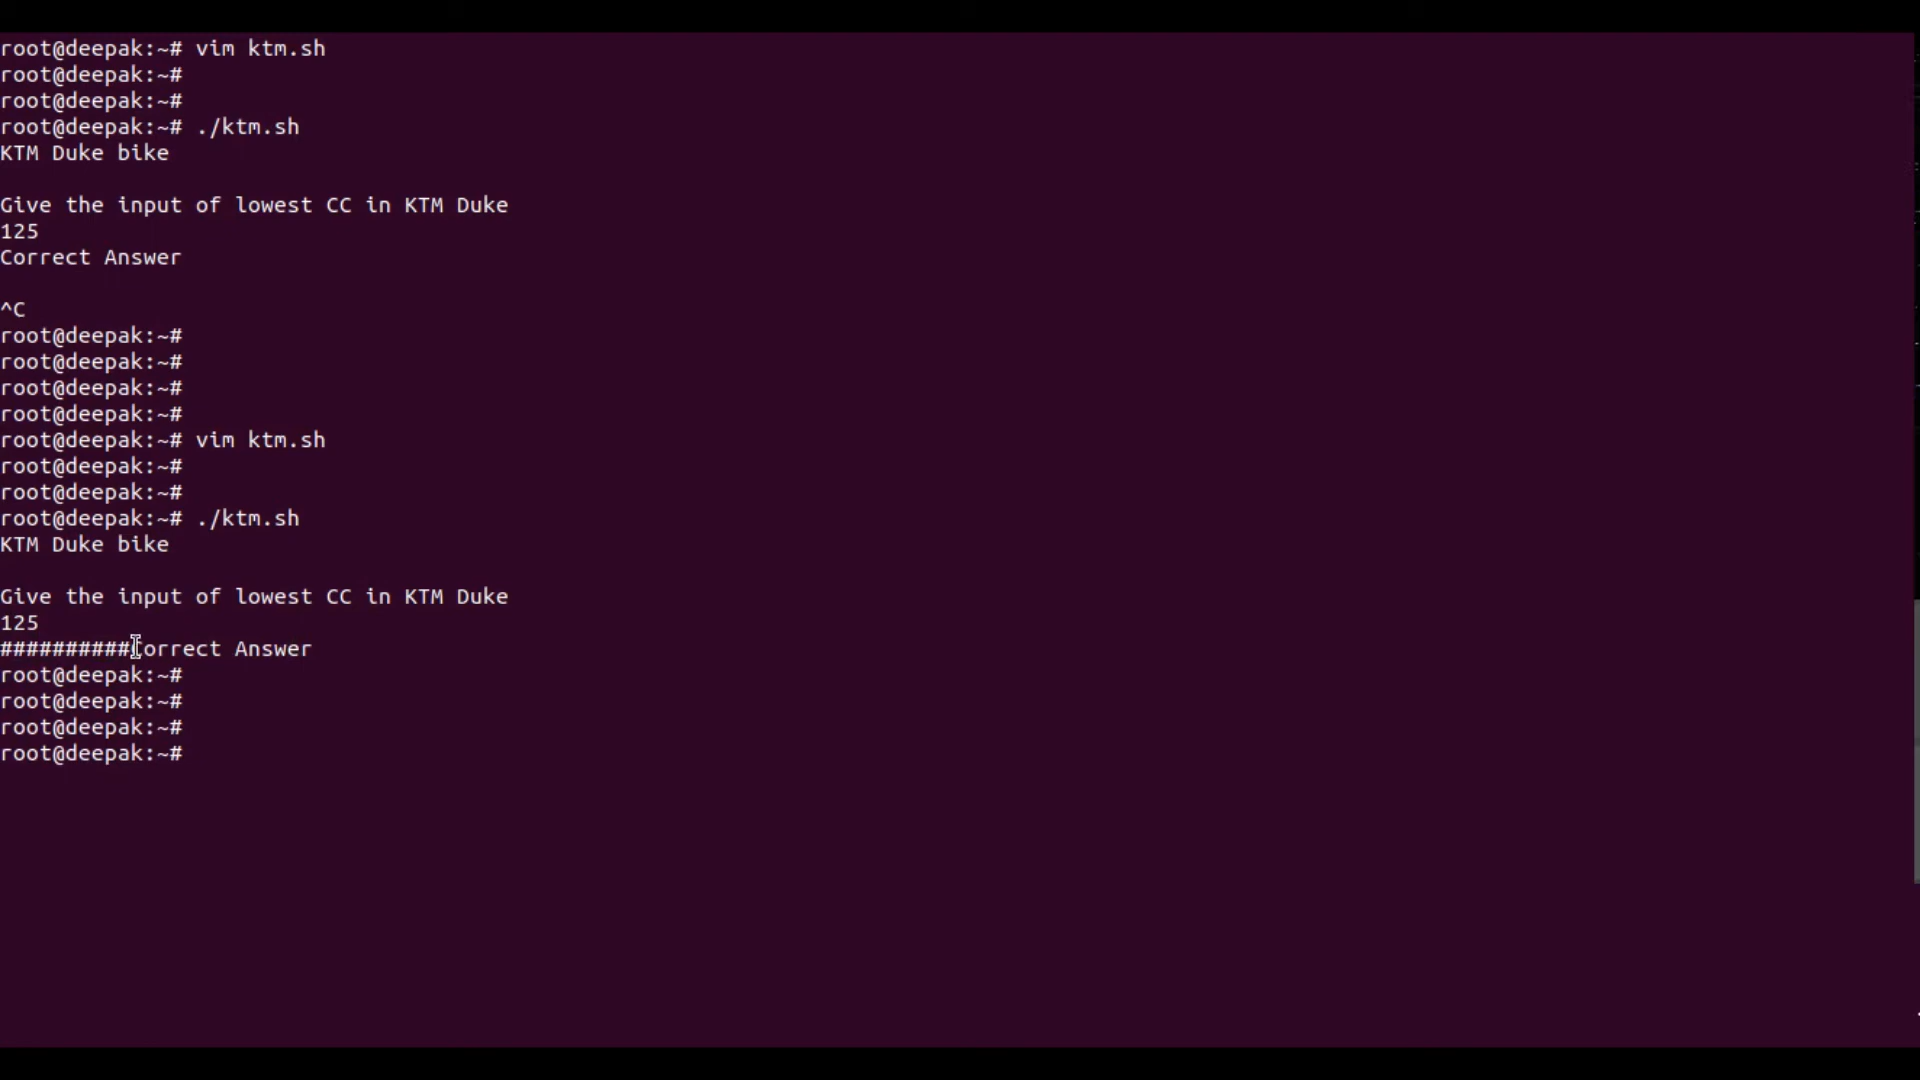 root@deepak:~# vim ktm.sh
root@deepak:~#
root@deepak:~#
root@deepak:~# ./ktm.sh
KTM Duke bike
Give the input of lowest CC in KTM Duke
125
Correct Answer
^C
root@deepak:~#
root@deepak:~#
root@deepak:~#
root@deepak:~#
root@deepak:~# vim ktm.sh
root@deepak:~#
root@deepak:~#
root@deepak:~# ./ktm.sh
KTM Duke bike
Give the input of lowest CC in KTM Duke
125
##########Correct Answer
root@deepak:~#
root@deepak:~#
root@deepak:~#
root@deepak:~#